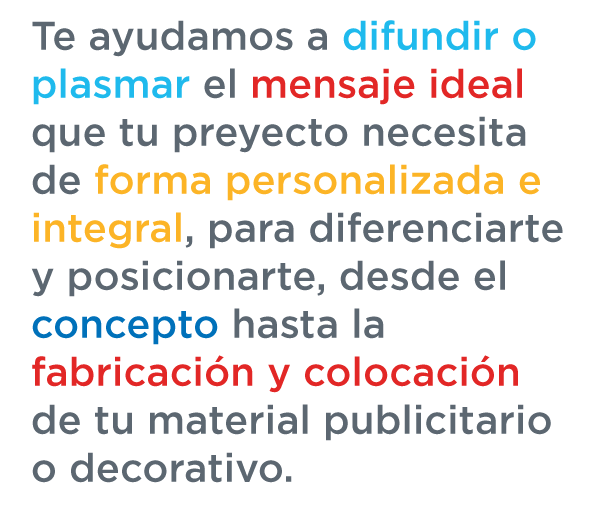 Te ayudamos a difundir o
plasmar el mensaje ideal
que tu preyecto necesita
de forma personalizada e
integral, para diferenciarte
y posicionarte, desde el
concepto hasta la
fabricación y colocación
de tu material publicitario
o decorativo.